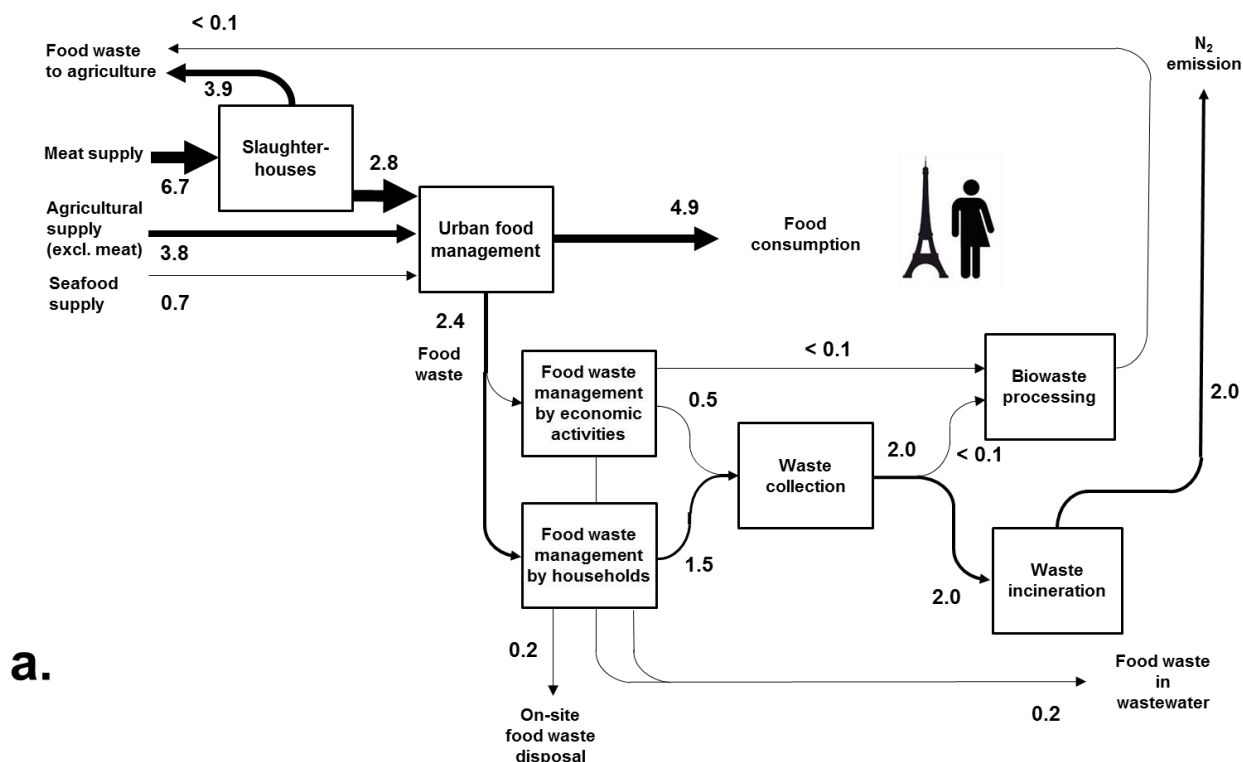 < 0.1
Food waste
to agriculture
3.9
N₂
emission
Slaughter-
houses
Meat supply
6.7
2.8
Agricultural
supply
(excl. meat)
3.8
Urban food
management
4.9
Food
consumption
Seafood
supply
0.7
2.4
Food
waste
Food waste
management
by economic
activities
< 0.1
Biowaste
processing
2.0
0.5
Waste
collection
2.0
< 0.1
Food waste
management
by households
1.5
2.0
Waste
incineration
a.
0.2
On-site
food waste
disposal
0.2
Food waste
in
wastewater